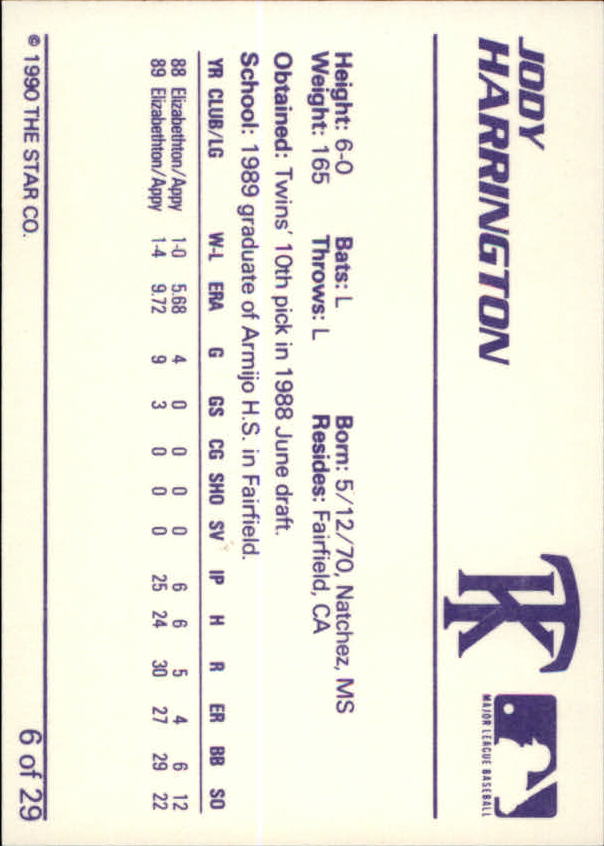 JODY
HARRINGTON
TK
MAJOR LEAGUE BASEBALL
Height: 6-0 Bats: L Born: 5/12/70, Natchez, MS
Weight: 165 Throws: L Resides: Fairfield, CA
Obtained: Twins' 10th pick in 1988 June draft.
School: 1989 graduate of Armijo H.S. in Fairfield.
YR CLUB/LG W-L ERA G GS CG SHO SV IP H R ER BB SO
88 Elizabethton/Appy 1-0 5.68 4 0 0 0 0 6 6 5 4 6 12
89 Elizabethton/Appy 1-4 9.72 9 3 0 0 0 25 24 30 27 29 22
© 1990 THE STAR CO. 6 of 29